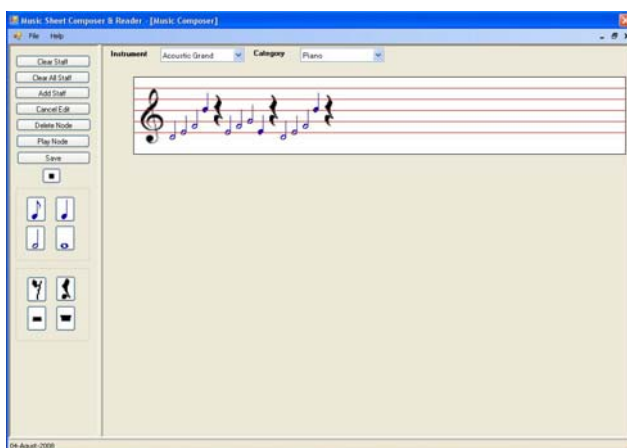 Music Sheet Composer & Reader - [Music Composer]
File Help
Instrument Acoustic Grand Category Piano
Clear Staff
Clear All Staff
Add Staff
Cancel Edit
Delete Node
Play Node
Save
04-Agust-2008